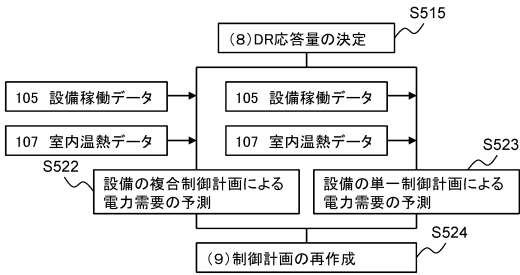 S515
(8)DR応答量の決定
105 設備稼働データ
105 設備稼働データ
107 室内温熱データ
107 室内温熱データ
S522
設備の複合制御計画による
電力需要の予測
S523
設備の単一制御計画による
電力需要の予測
S524
(9)制御計画の再作成